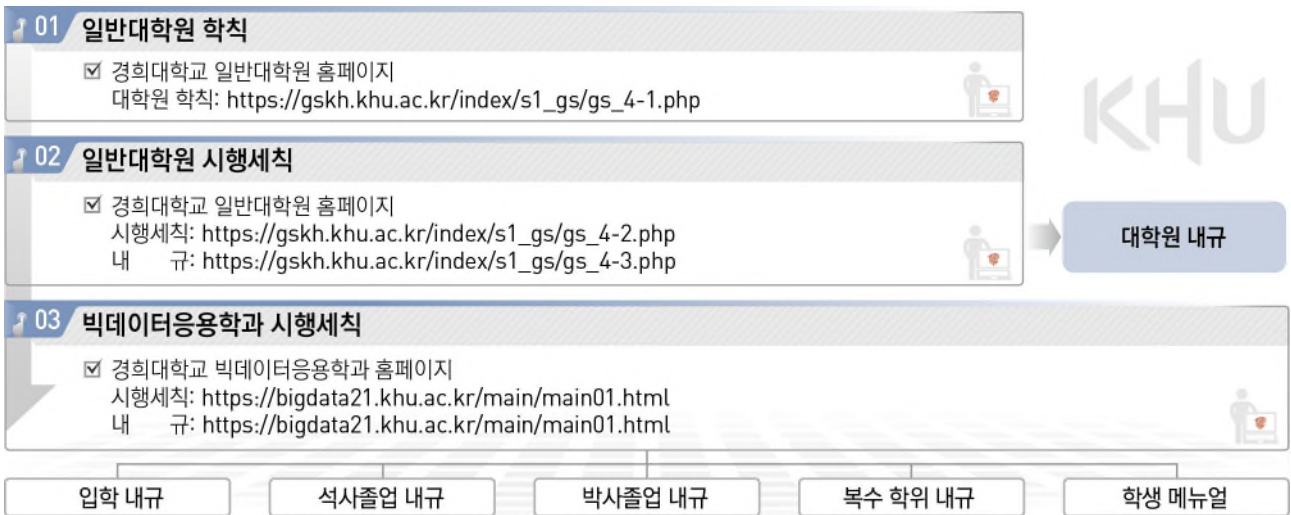 01 일반대학원 학칙
☑ 경희대학교 일반대학원 홈페이지
대학원 학칙: https://gskh.khu.ac.kr/index/s1_gs/gs_4-1.php
KHU
02 일반대학원 시행세칙
☑ 경희대학교 일반대학원 홈페이지
시행세칙: https://gskh.khu.ac.kr/index/s1_gs/gs_4-2.php
내 규: https://gskh.khu.ac.kr/index/s1_gs/gs_4-3.php
대학원 내규
03 빅데이터응용학과 시행세칙
☑ 경희대학교 빅데이터응용학과 홈페이지
시행세칙: https://bigdata21.khu.ac.kr/main/main01.html
내 규: https://bigdata21.khu.ac.kr/main/main01.html
입학 내규
석사졸업 내규
박사졸업 내규
복수 학위 내규
학생 메뉴얼